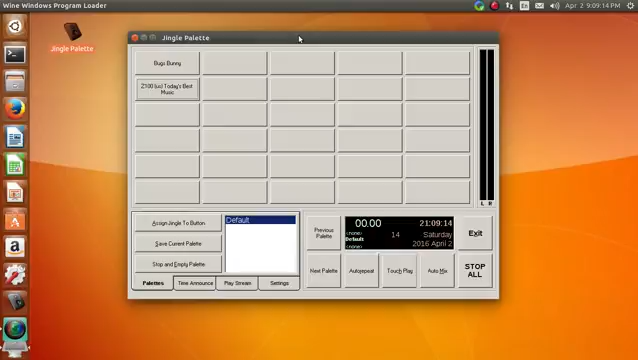 Wine Windows Program Loader
En
Apr 2 9:09:14 PM
Jingle Palette
Jingle Palette
Bugs Bunny
Z100 (us) Today's Best
Music
L R
Assign Jingle To Button
Save Current Palette
Stop and Empty Palette
Default
Previous
Palette
00.00
21:09:14
<none>
14
Saturday
Default
2016 April 2
<none>
Exit
Next Palette
Autorepeat
Touch Play
Auto Mix
STOP
ALL
Palettes
Time Announce
Play Stream
Settings